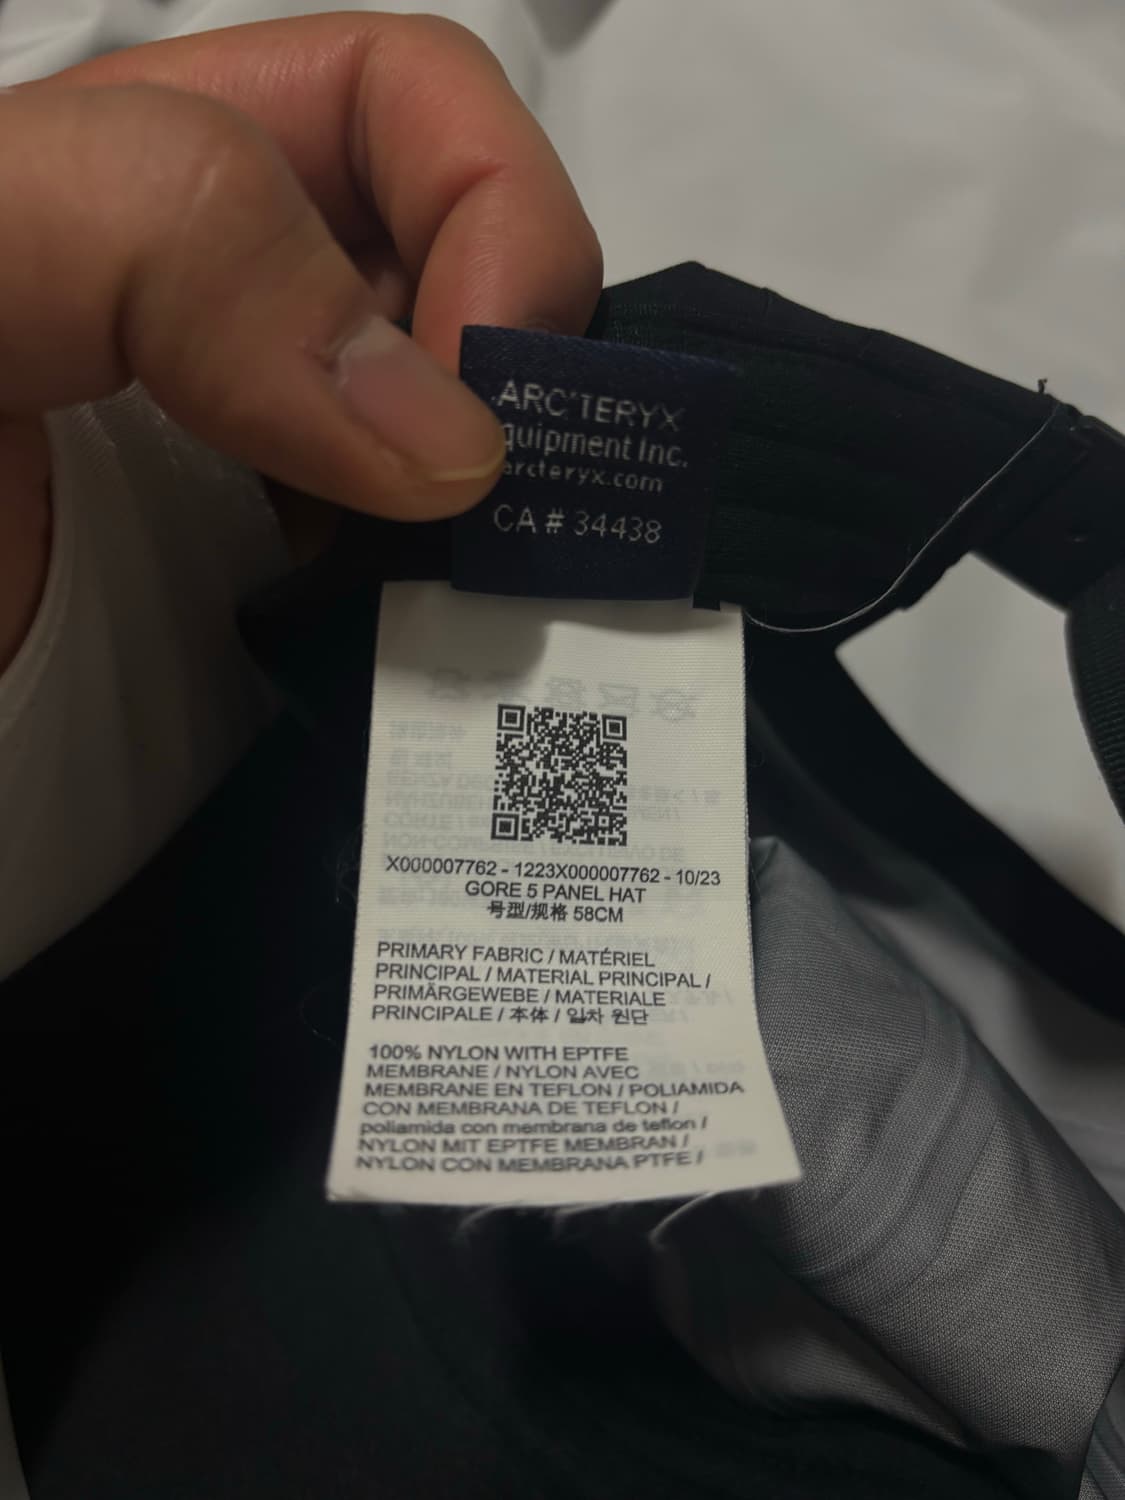 ARC'TERYX
quipment Inc.
arcteryx.com
CA # 34438
X000007762 - 1223X000007762 - 10/23
GORE 5 PANEL HAT
号型/规格 58CM
PRIMARY FABRIC / MATÉRIEL
PRINCIPAL / MATERIAL PRINCIPAL /
PRIMÄRGEWEBE / MATERIALE
PRINCIPALE / 本体 / 일차 원단
100% NYLON WITH EPTFE
MEMBRANE / NYLON AVEC
MEMBRANE EN TEFLON / POLIAMIDA
CON MEMBRANA DE TEFLON /
poliamida con membrana de teflon /
NYLON MIT EPTFE MEMBRAN /
NYLON CON MEMBRANA PTFE /